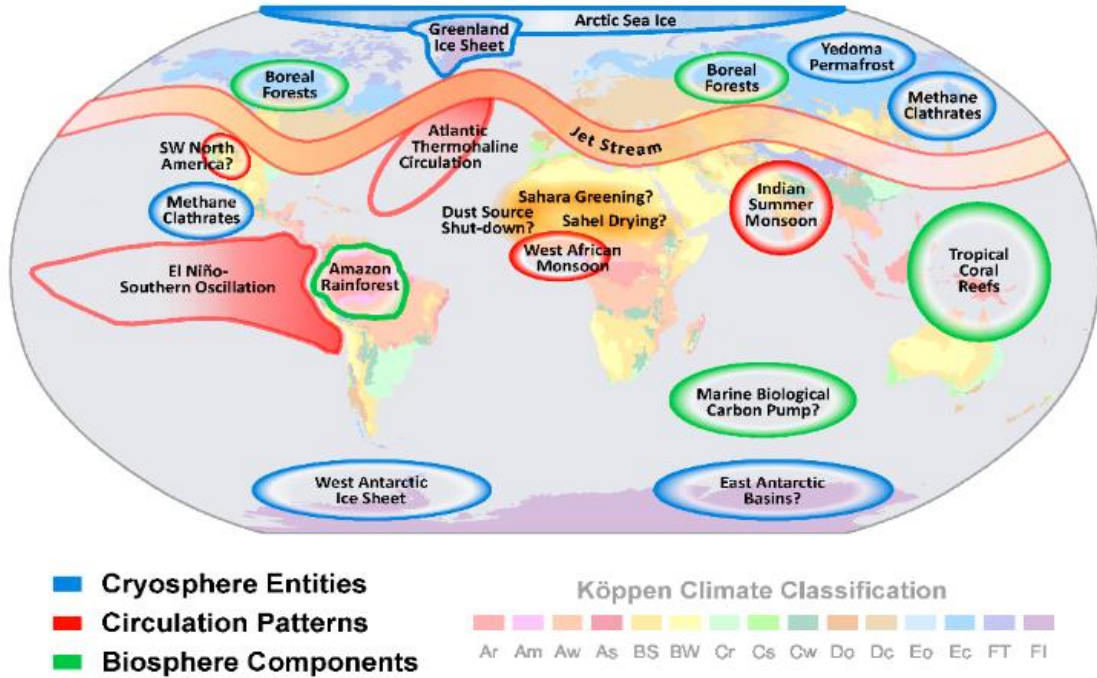 Arctic Sea Ice
Greenland
Ice Sheet
Yedoma
Permafrost
Boreal
Forests
Boreal
Forests
Methane
Clathrates
Atlantic
Thermohaline
Circulation
Jet Stream
SW North
America?
Methane
Clathrates
Sahara Greening?
Dust Source
Shut-down?
Sahel Drying?
Indian
Summer
Monsoon
West African
Monsoon
El Niño-
Southern Oscillation
Amazon
Rainforest
Tropical
Coral
Reefs
Marine Biological
Carbon Pump?
West Antarctic
Ice Sheet
East Antarctic
Basins?
Cryosphere Entities
Circulation Patterns
Biosphere Components
Köppen Climate Classification
Ar Am Aw As BS BW Cr Cs Cw Do Dc Eo Ec FT FI